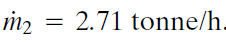 ṁ₂ = 2.71 tonne/h.